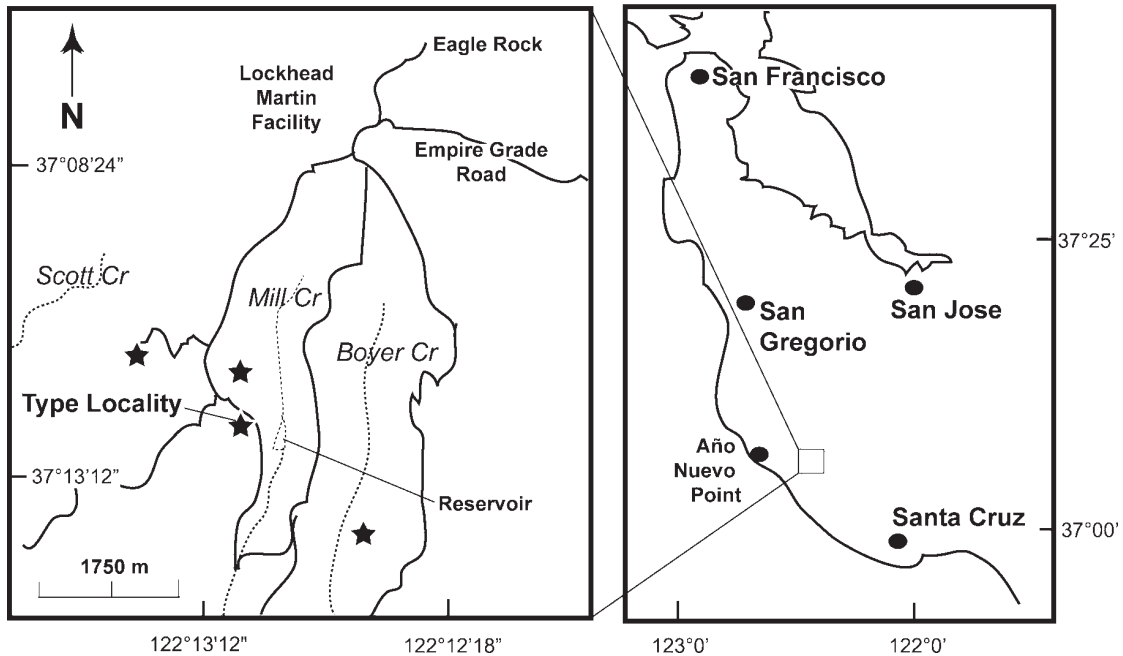 Eagle Rock
Lockhead
Martin
Facility
N
Empire Grade
Road
37°08'24"
Scott Cr
Mill Cr
Boyer Cr
Type Locality
37°13'12"
Reservoir
1750 m
122°13'12"
122°12'18"
San Francisco
37°25'
San Jose
San
Gregorio
Año
Nuevo
Point
Santa Cruz
37°00'
123°0'
122°0'